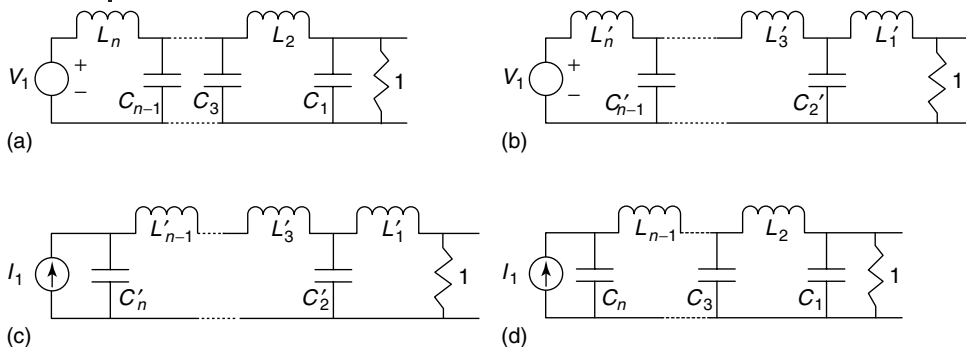 L_n L_2
V_1 + − C_{n−1} C_3 C_1 1
(a)
L'_n L'_3 L'_1
V_1 + − C'_{n−1} C_2' 1
(b)
L'_{n−1} L'_3 L'_1
I_1 C'_n C'_2 1
(c)
L_{n−1} L_2
I_1 C_n C_3 C_1 1
(d)